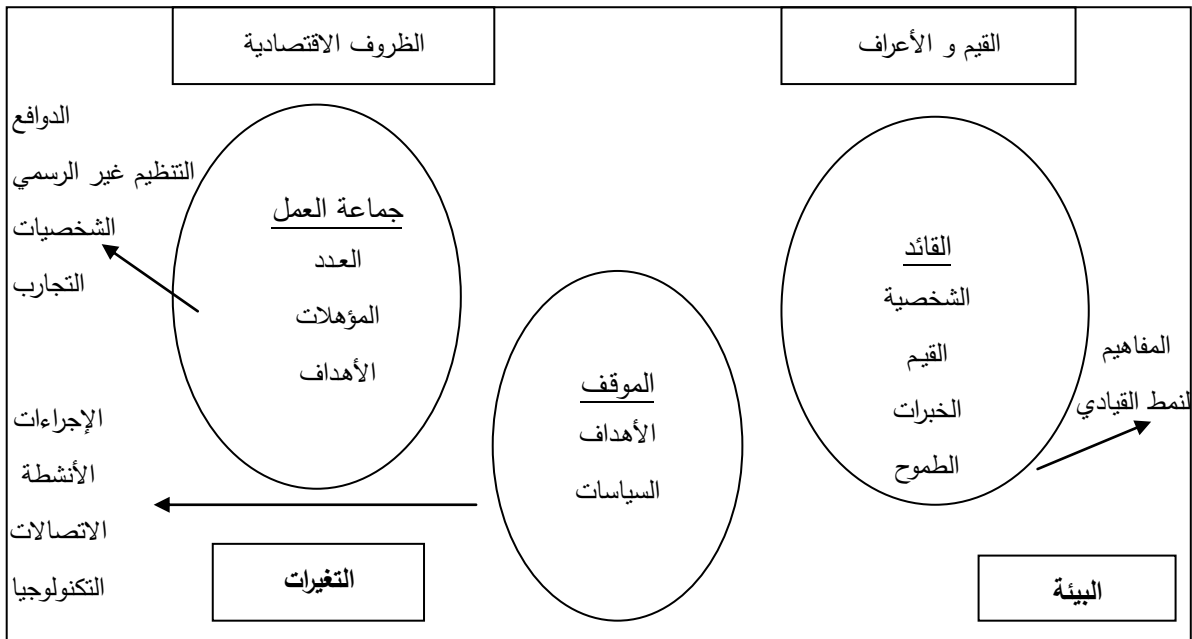 القيم و الأعراف
الظروف الاقتصادية
القائد
الشخصية
القيم
الخبرات
الطموح
المفاهيم
لنمط القيادي
الموقف
الأهداف
السياسات
جماعة العمل
العدد
المؤهلات
الأهداف
الدوافع
التنظيم غير الرسمي
الشخصيات
التجارب
الإجراءات
الأنشطة
الاتصالات
التكنولوجيا
البيئة
التغيرات